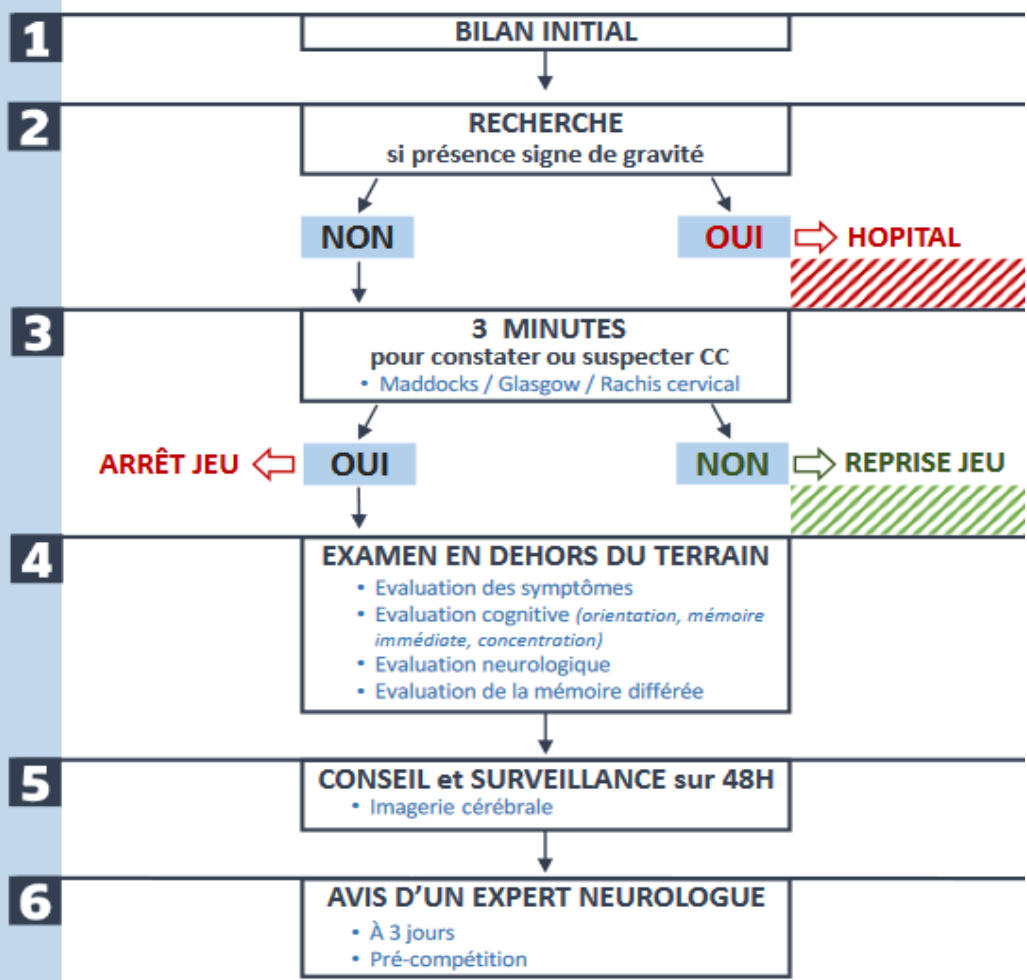 1
BILAN INITIAL
2
RECHERCHE
si présence signe de gravité
NON
OUI
HOPITAL
3
3 MINUTES
pour constater ou suspecter CC
• Maddocks / Glasgow / Rachis cervical
ARRÊT JEU
OUI
NON
REPRISE JEU
4
EXAMEN EN DEHORS DU TERRAIN
• Evaluation des symptômes
• Evaluation cognitive (orientation, mémoire
immédiate, concentration)
• Evaluation neurologique
• Evaluation de la mémoire différée
5
CONSEIL et SURVEILLANCE sur 48H
• Imagerie cérébrale
6
AVIS D'UN EXPERT NEUROLOGUE
• À 3 jours
• Pré-compétition